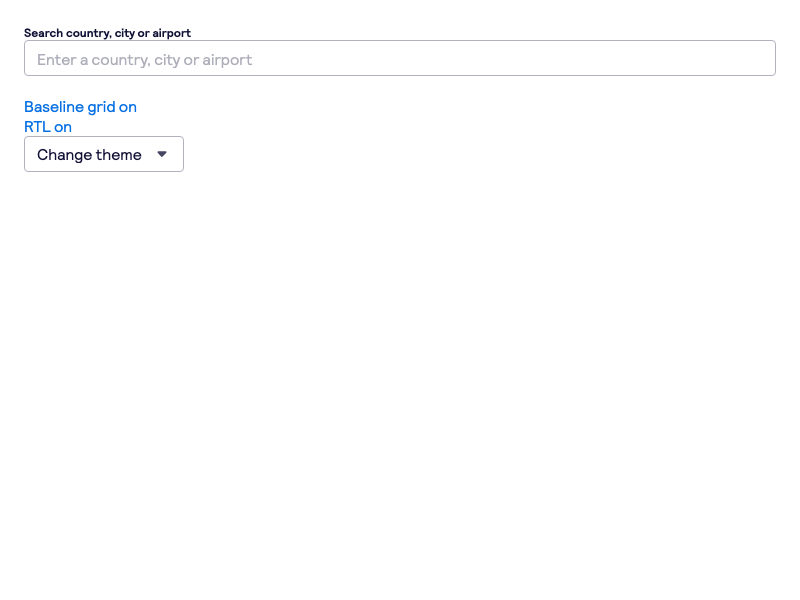 Search country, city or airport
Enter a country, city or airport
Baseline grid on
RTL on
Change theme